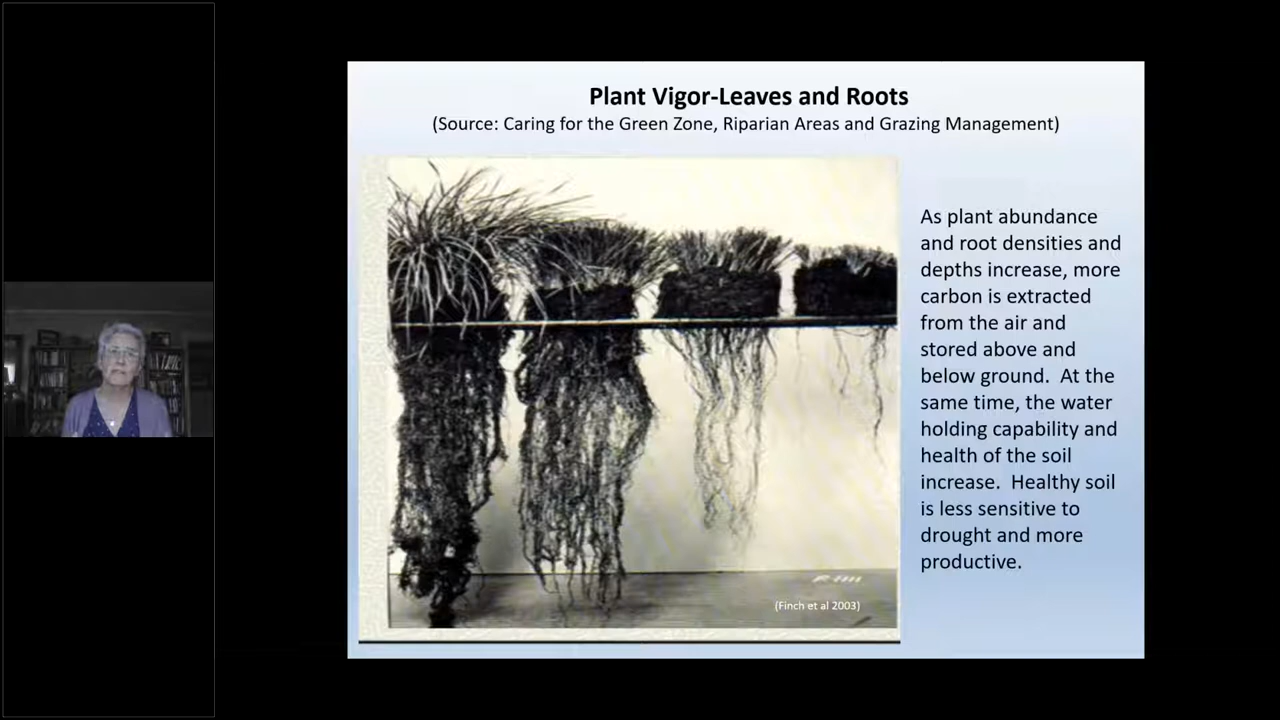 Plant Vigor-Leaves and Roots
(Source: Caring for the Green Zone, Riparian Areas and Grazing Management)
As plant abundance
and root densities and
depths increase, more
carbon is extracted
from the air and
stored above and
below ground.  At the
same time, the water
holding capability and
health of the soil
increase.  Healthy soil
is less sensitive to
drought and more
productive.
(Finch et al 2003)